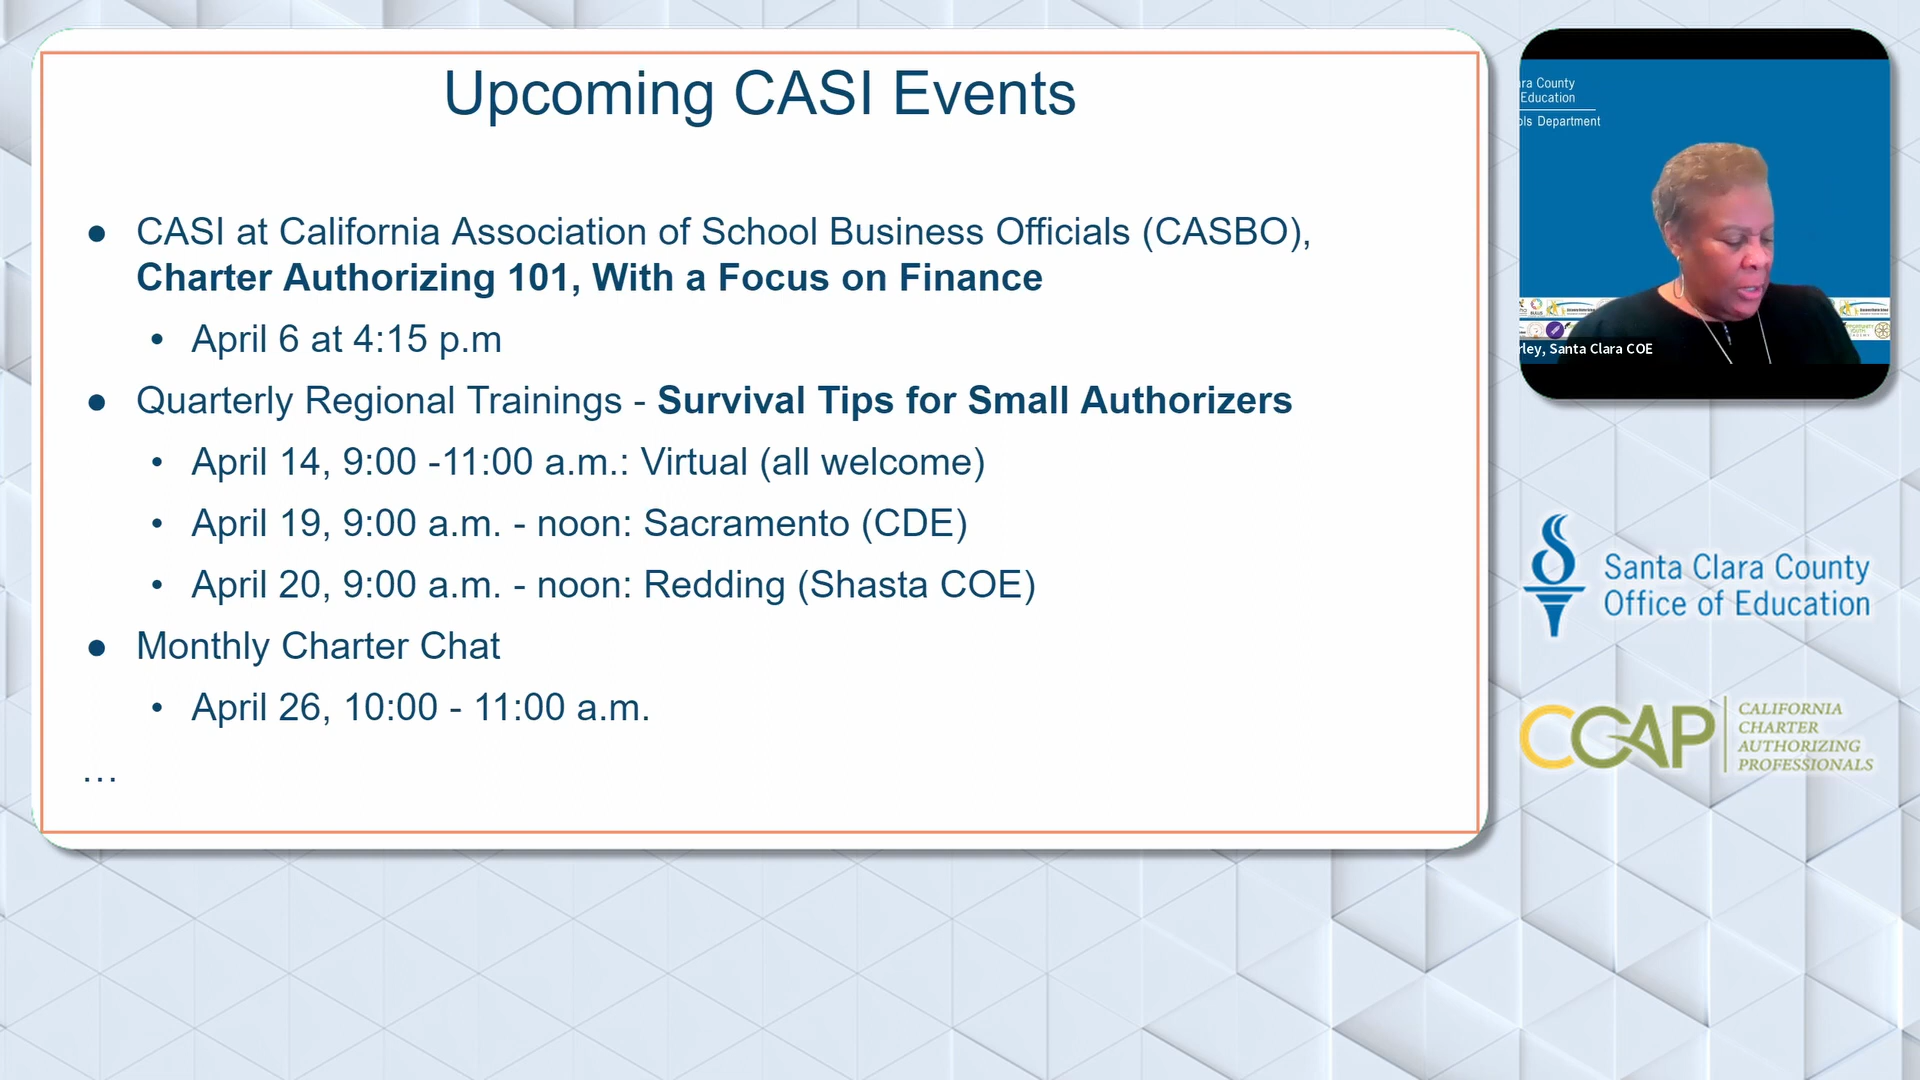 Upcoming CASI Events
● CASI at California Association of School Business Officials (CASBO),
Charter Authorizing 101, With a Focus on Finance
• April 6 at 4:15 p.m
● Quarterly Regional Trainings - Survival Tips for Small Authorizers
• April 14, 9:00 -11:00 a.m.: Virtual (all welcome)
• April 19, 9:00 a.m. - noon: Sacramento (CDE)
• April 20, 9:00 a.m. - noon: Redding (Shasta COE)
● Monthly Charter Chat
• April 26, 10:00 - 11:00 a.m.
…
County
Education
Department
Santa Clara COE
Santa Clara County
Office of Education
CCAP
CALIFORNIA
CHARTER
AUTHORIZING
PROFESSIONALS